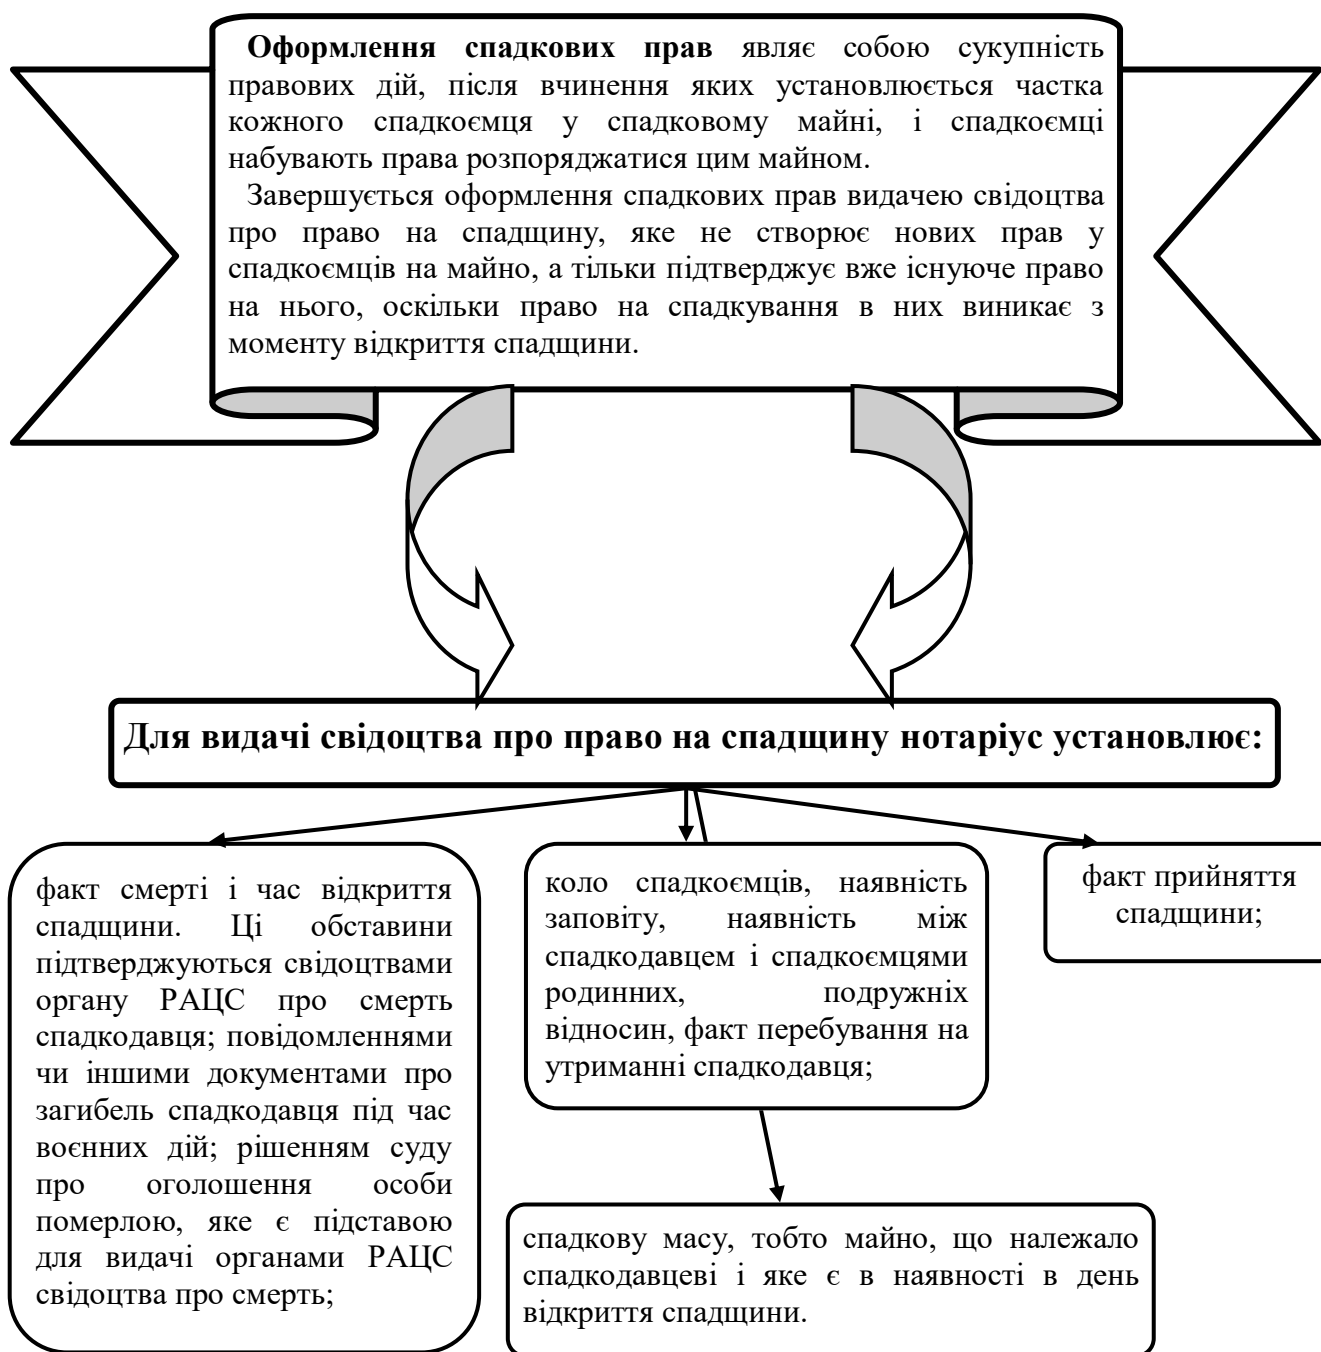 Оформлення спадкових прав являє собою сукупність
правових дій, після вчинення яких установлюється частка
кожного спадкоємця у спадковому майні, і спадкоємці
набувають права розпоряджатися цим майном.
Завершується оформлення спадкових прав видачею свідоцтва
про право на спадщину, яке не створює нових прав у
спадкоємців на майно, а тільки підтверджує вже існуюче право
на нього, оскільки право на спадкування в них виникає з
моменту відкриття спадщини.
Для видачі свідоцтва про право на спадщину нотаріус установлює:
факт смерті і час відкриття
спадщини. Ці обставини
підтверджуються свідоцтвами
органу РАЦС про смерть
спадкодавця; повідомленнями
чи іншими документами про
загибель спадкодавця під час
воєнних дій; рішенням суду
про оголошення особи
померлою, яке є підставою
для видачі органами РАЦС
свідоцтва про смерть;
коло спадкоємців, наявність
заповіту, наявність між
спадкодавцем і спадкоємцями
родинних, подружніх
відносин, факт перебування на
утриманні спадкодавця;
факт прийняття
спадщини;
спадкову масу, тобто майно, що належало
спадкодавцеві і яке є в наявності в день
відкриття спадщини.